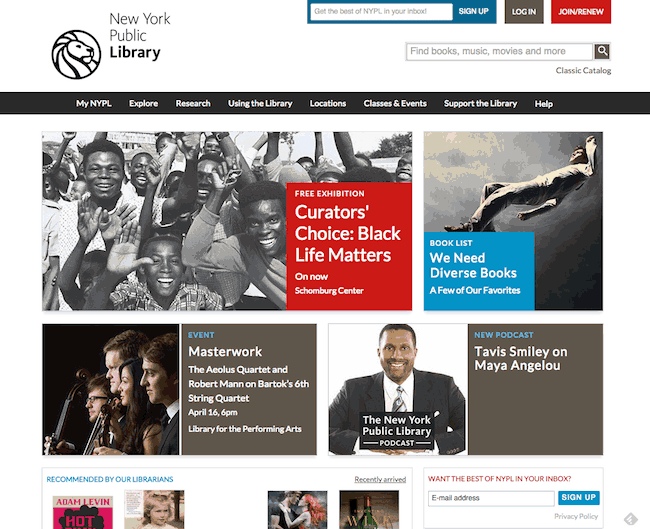 New York
Public
Library
Get the best of NYPL in your inbox!
SIGN UP
LOG IN
JOIN/RENEW
Find books, music, movies and more
Classic Catalog
My NYPL
Explore
Research
Using the Library
Locations
Classes & Events
Support the Library
Help
FREE EXHIBITION
Curators'
Choice: Black
Life Matters
On now
Schomburg Center
BOOK LIST
We Need
Diverse Books
A Few of Our Favorites
EVENT
Masterwork
The Aeolus Quartet and
Robert Mann on Bartok's 6th
String Quartet
April 16, 6pm
Library for the Performing Arts
The New York
Public Library
PODCAST
NEW PODCAST
Tavis Smiley on
Maya Angelou
RECOMMENDED BY OUR LIBRARIANS
Recently arrived
ADAM LEVIN
HOT
WANT THE BEST OF NYPL IN YOUR INBOX?
E-mail address
SIGN UP
Privacy Policy